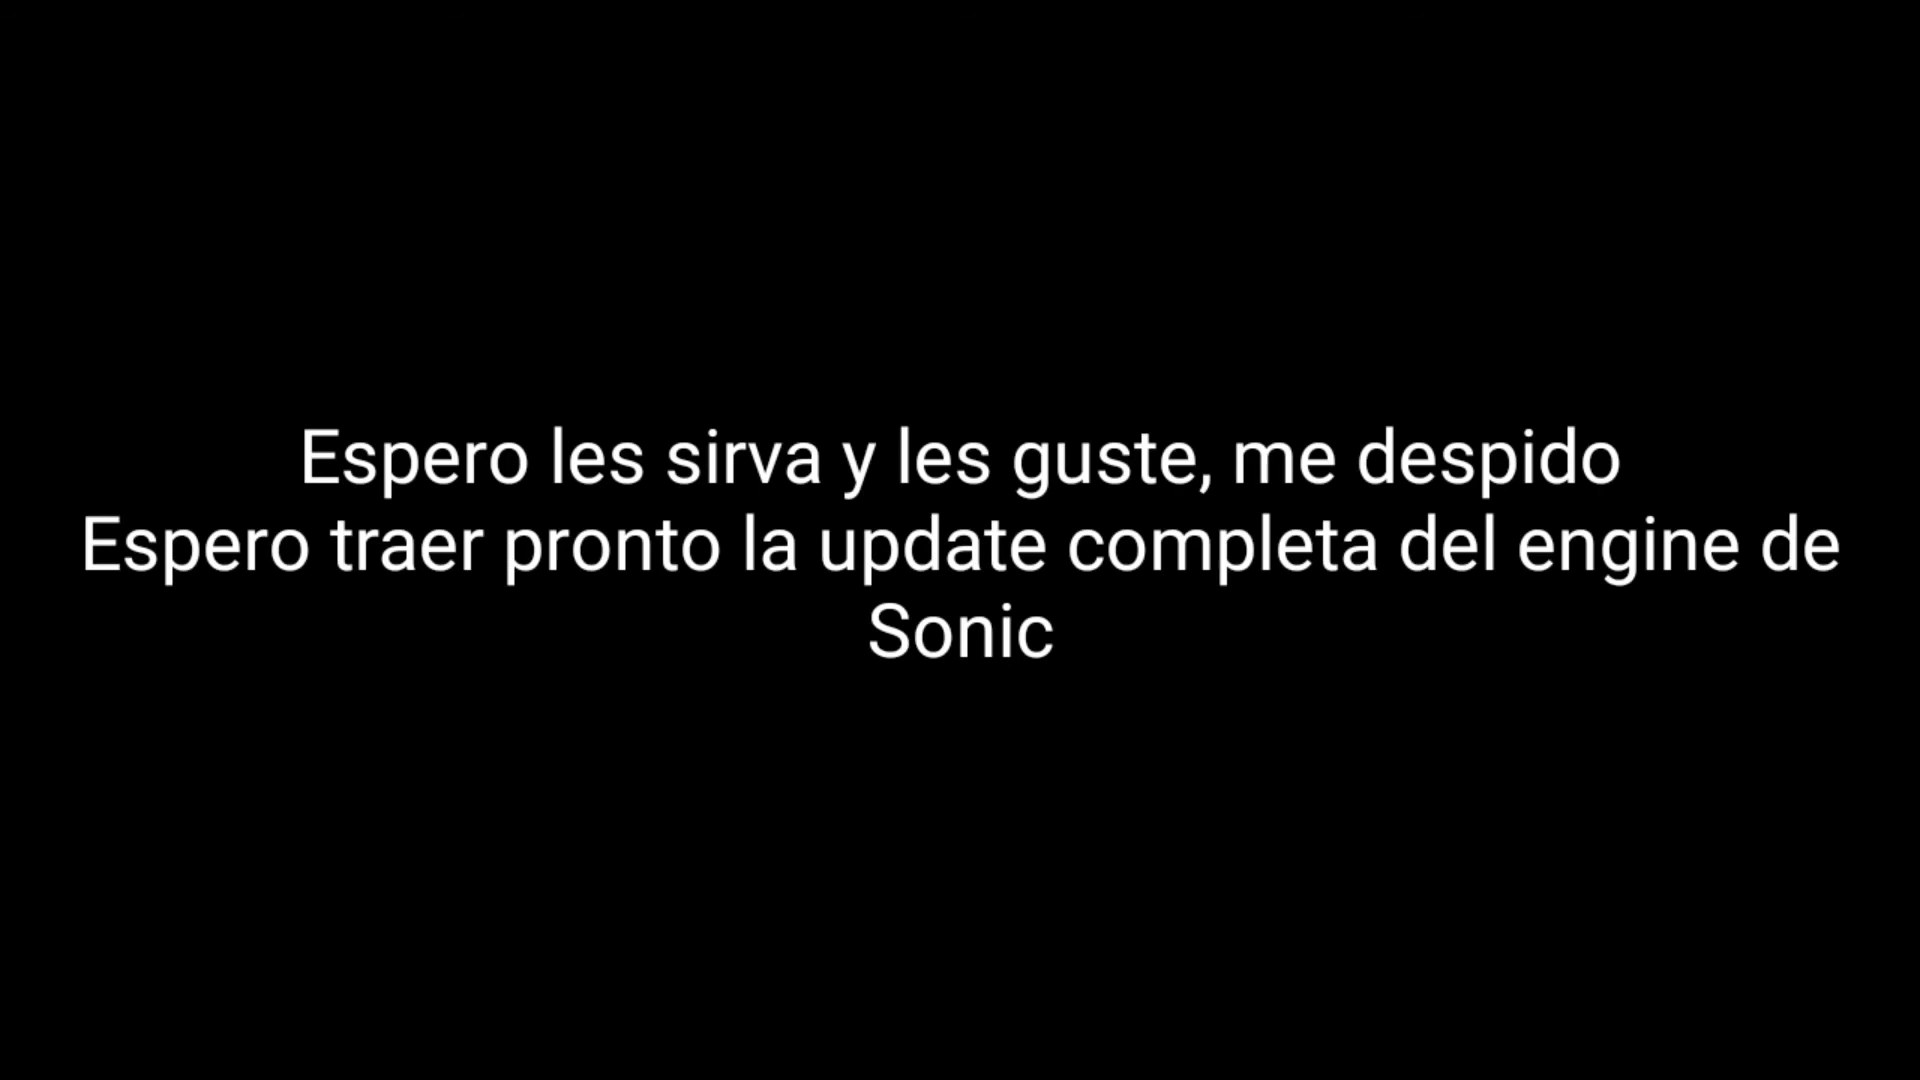 Espero les sirva y les guste, me despido
Espero traer pronto la update completa del engine de
Sonic